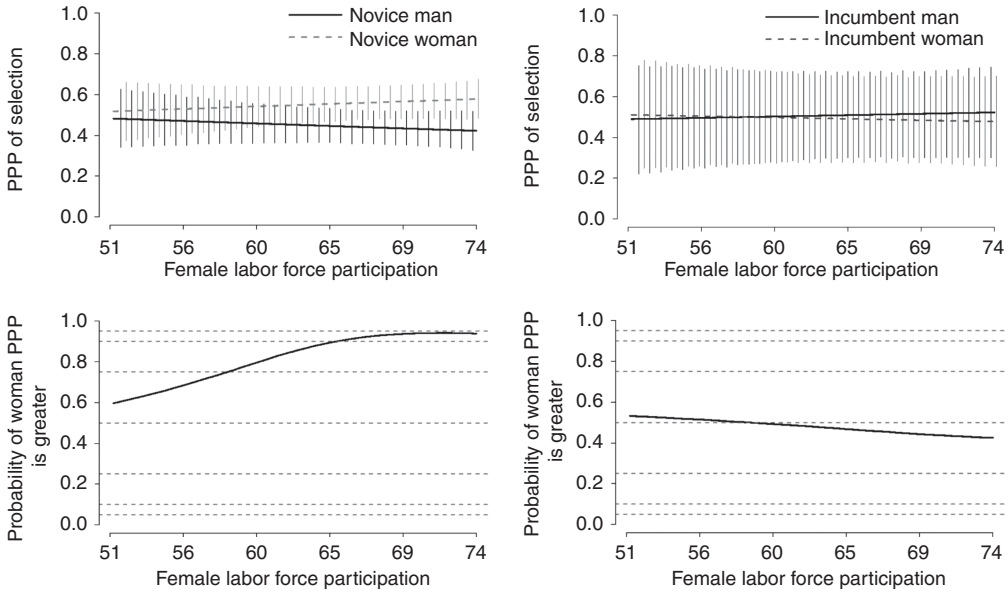 Novice man
Novice woman
PPP of selection
1.0
0.8
0.6
0.4
0.2
0.0
51 56 60 65 69 74
Female labor force participation
Incumbent man
Incumbent woman
PPP of selection
1.0
0.8
0.6
0.4
0.2
0.0
51 56 60 65 69 74
Female labor force participation
Probability of woman PPP
is greater
1.0
0.8
0.6
0.4
0.2
0.0
51 56 60 65 69 74
Female labor force participation
Probability of woman PPP
is greater
1.0
0.8
0.6
0.4
0.2
0.0
51 56 60 65 69 74
Female labor force participation